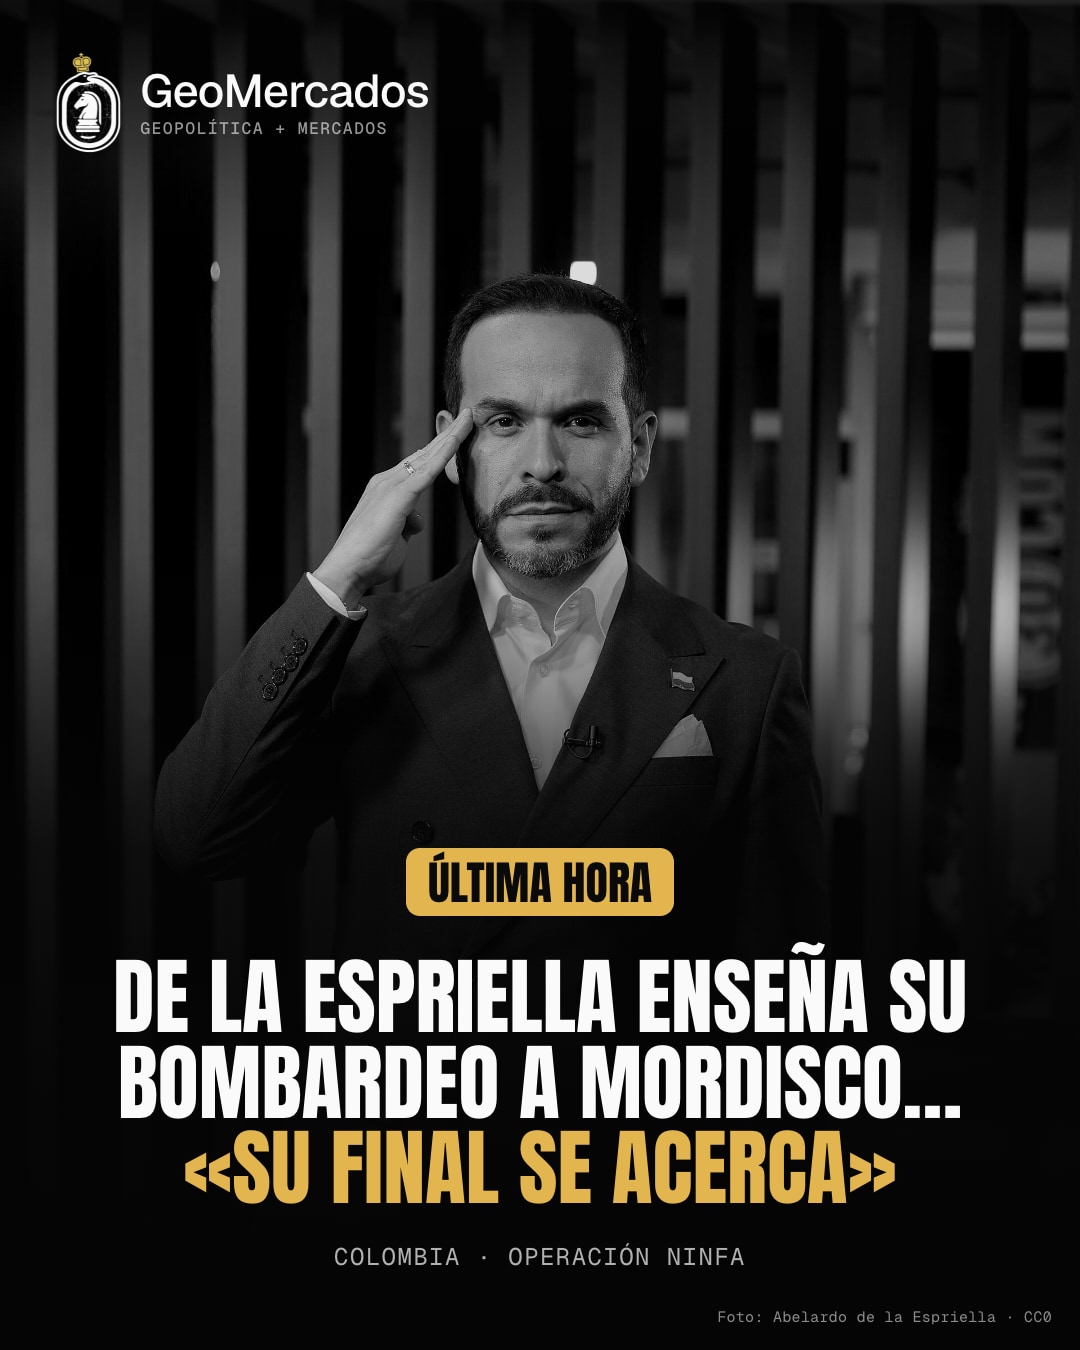 GeoMercados
GEOPOLÍTICA + MERCADOS
ÚLTIMA HORA
DE LA ESPRIELLA ENSEÑA SU
BOMBARDEO A MORDISCO...
«SU FINAL SE ACERCA»
COLOMBIA · OPERACIÓN NINFA
Foto: Abelardo de la Espriella · CC0